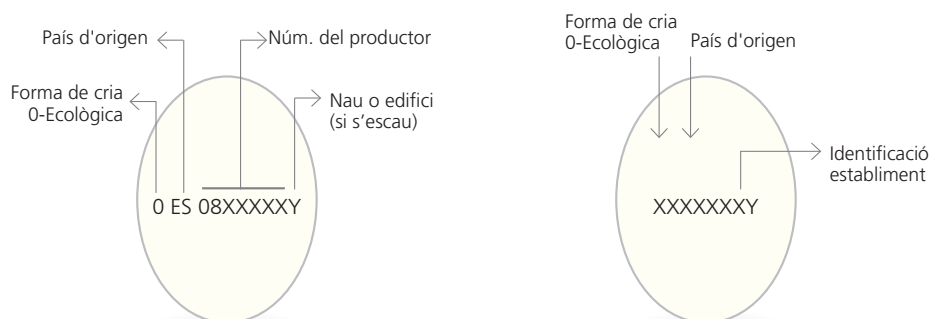 País d'origen
Núm. del productor
Forma de cria
0-Ecològica
Nau o edifici
(si s’escau)
0 ES 08XXXXXY
Forma de cria
0-Ecològica
País d'origen
Identificació
establiment
XXXXXXXY